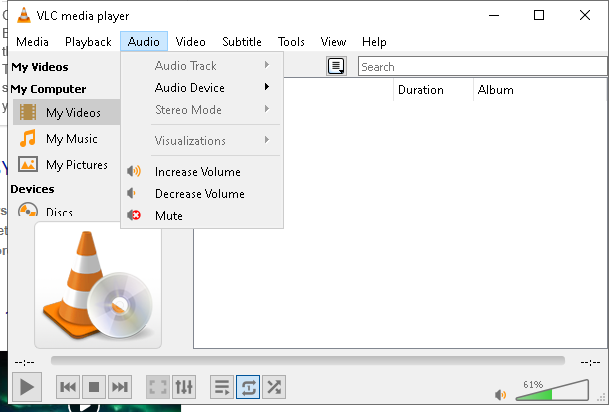 VLC media player
Media Playback Audio Video Subtitle Tools View Help
My Videos
Search
My Computer
Duration Album
My Videos
My Music
My Pictures
Devices
Discs
Audio Track
Audio Device
Stereo Mode
Visualizations
Increase Volume
Decrease Volume
Mute
--:--
--:--
61%